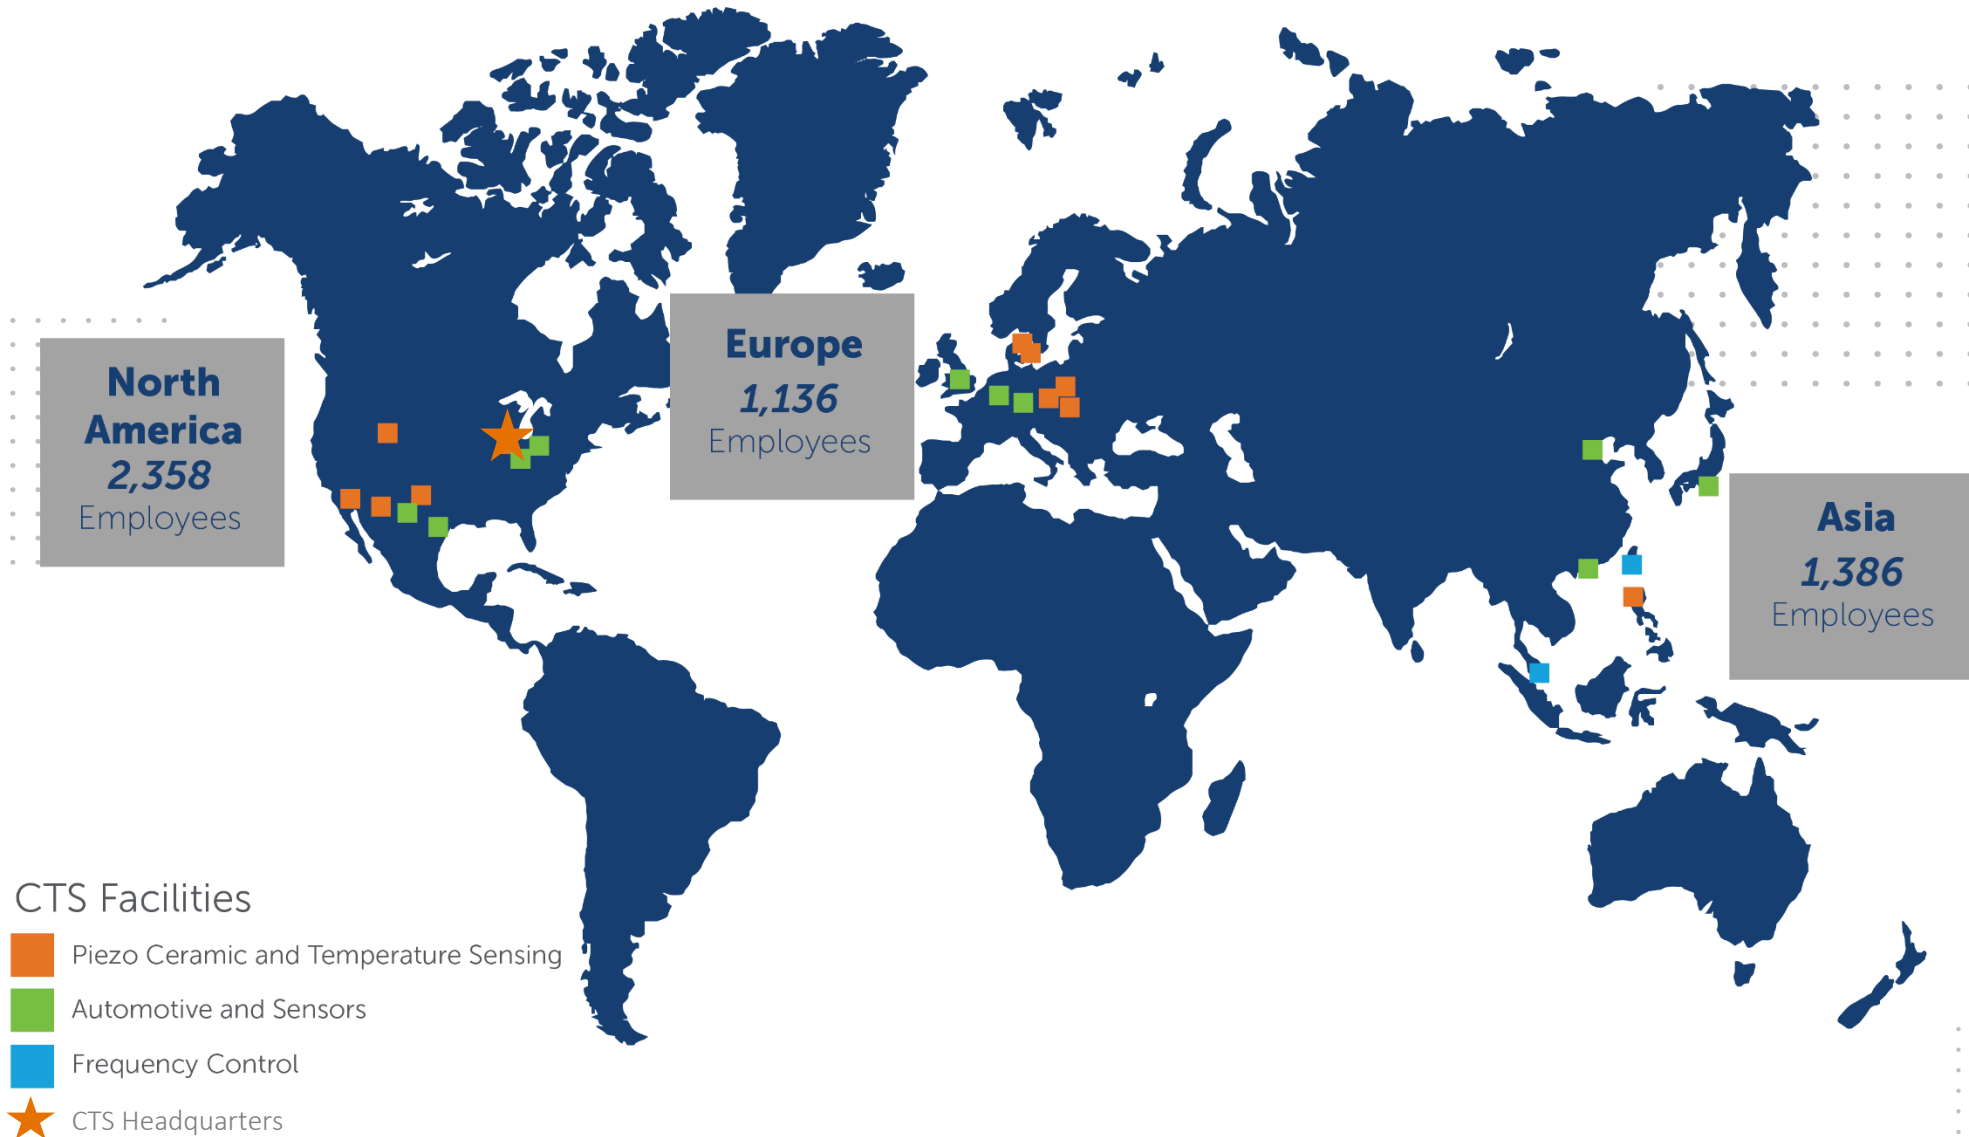 North
America
2,358
Employees
Europe
1,136
Employees
Asia
1,386
Employees
CTS Facilities
Piezo Ceramic and Temperature Sensing
Automotive and Sensors
Frequency Control
CTS Headquarters